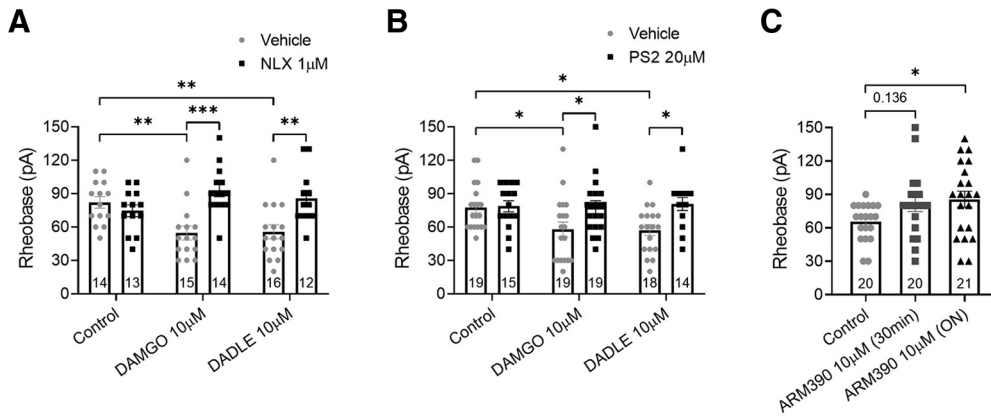 A
Vehicle
NLX 1μM
**
**
***
**
Rheobase (pA)
150
120
90
60
30
0
14
13
15
14
16
12
Control
DAMGO 10μM
DADLE 10μM
B
Vehicle
PS2 20μM
*
*
*
*
Rheobase (pA)
150
120
90
60
30
0
19
15
19
19
18
14
Control
DAMGO 10μM
DADLE 10μM
C
*
0.136
Rheobase (pA)
150
120
90
60
30
0
20
20
21
Control
ARM390 10μM (30min)
ARM390 10μM (ON)